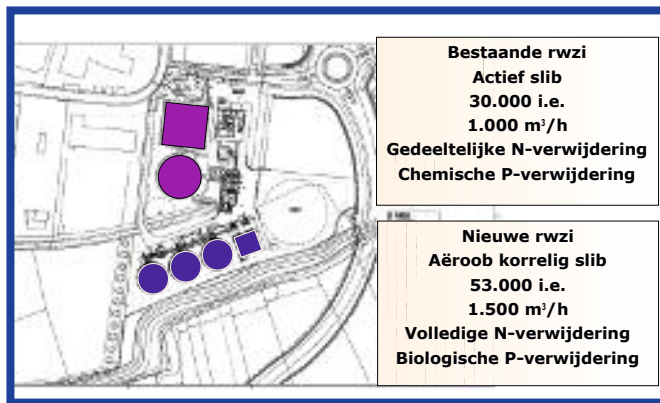 Bestaande rwzi
Actief slib
30.000 i.e.
1.000 m³/h
Gedeeltelijke N-verwijdering
Chemische P-verwijdering
Nieuwe rwzi
Aëroob korrelig slib
53.000 i.e.
1.500 m³/h
Volledige N-verwijdering
Biologische P-verwijdering